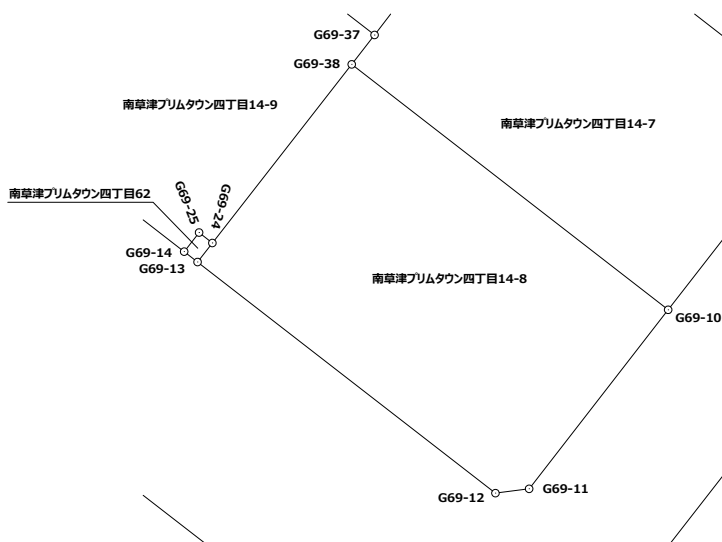 G69-37
G69-38
南草津プリムタウン四丁目14-9
南草津プリムタウン四丁目14-7
南草津プリムタウン四丁目62
G69-25
G69-24
G69-14
G69-13
南草津プリムタウン四丁目14-8
G69-10
G69-11
G69-12